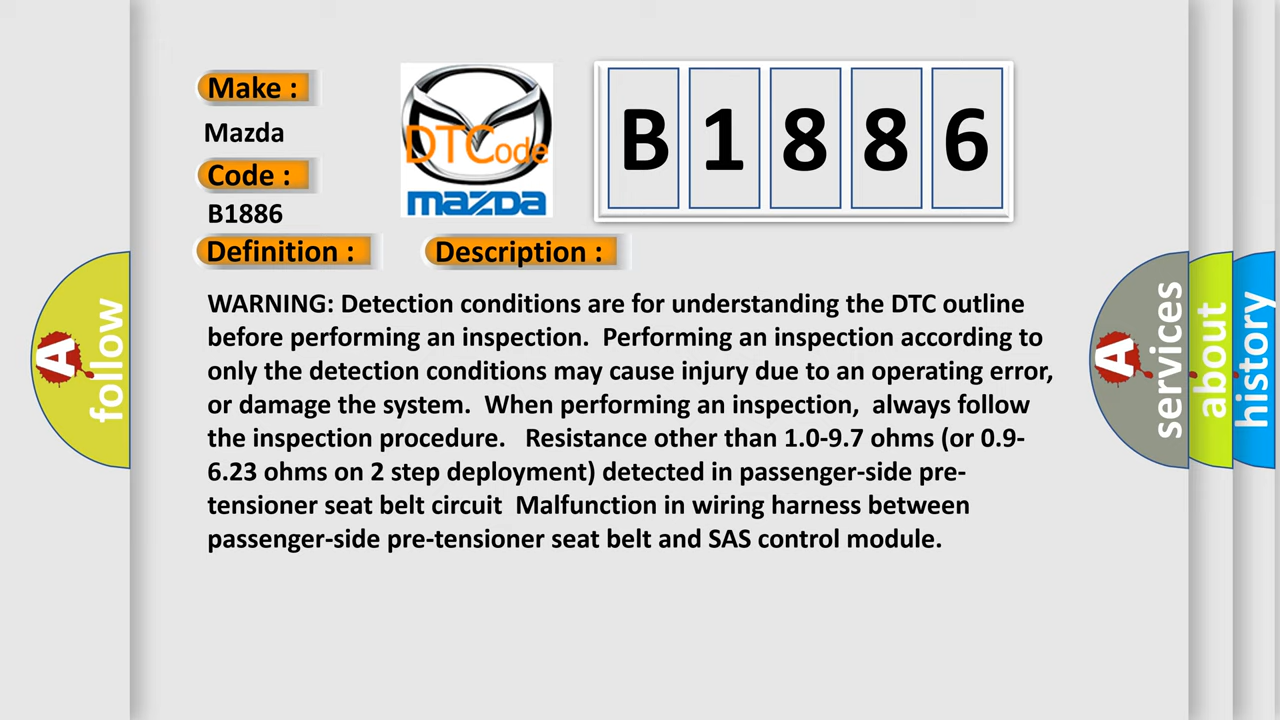 Make :
Mazda
Code :
B1886
DTCode
mazDa
B 1 8 8 6
Definition :
Description :
WARNING: Detection conditions are for understanding the DTC outline
before performing an inspection.  Performing an inspection according to
only the detection conditions may cause injury due to an operating error,
or damage the system.  When performing an inspection,  always follow
the inspection procedure.   Resistance other than 1.0-9.7 ohms (or 0.9-
6.23 ohms on 2 step deployment) detected in passenger-side pre-
tensioner seat belt circuit  Malfunction in wiring harness between
passenger-side pre-tensioner seat belt and SAS control module.
A
follow
A
services
about
history